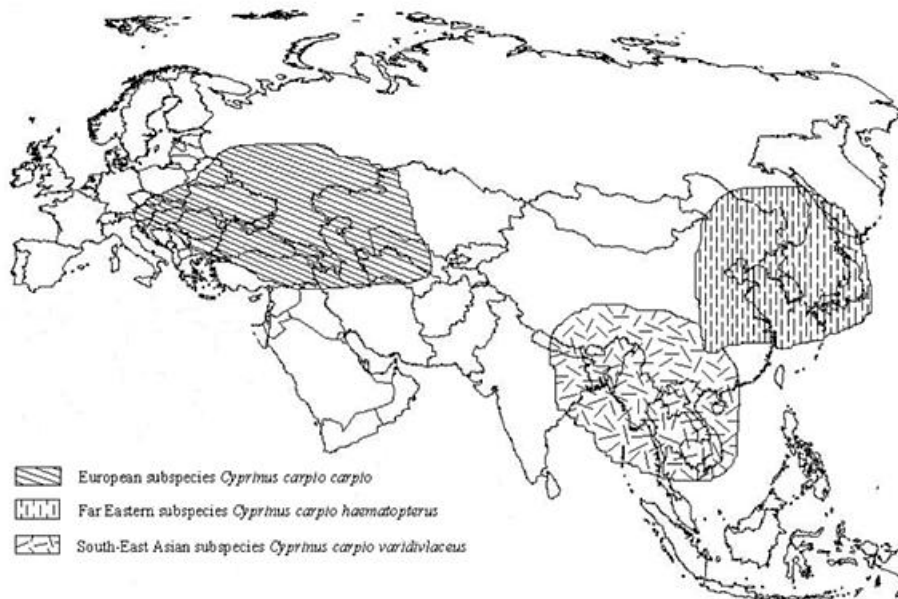 European subspecies Cyprinus carpio carpio
Far Eastern subspecies Cyprinus carpio haematopterus
South-East Asian subspecies Cyprinus carpio varidivlaceus